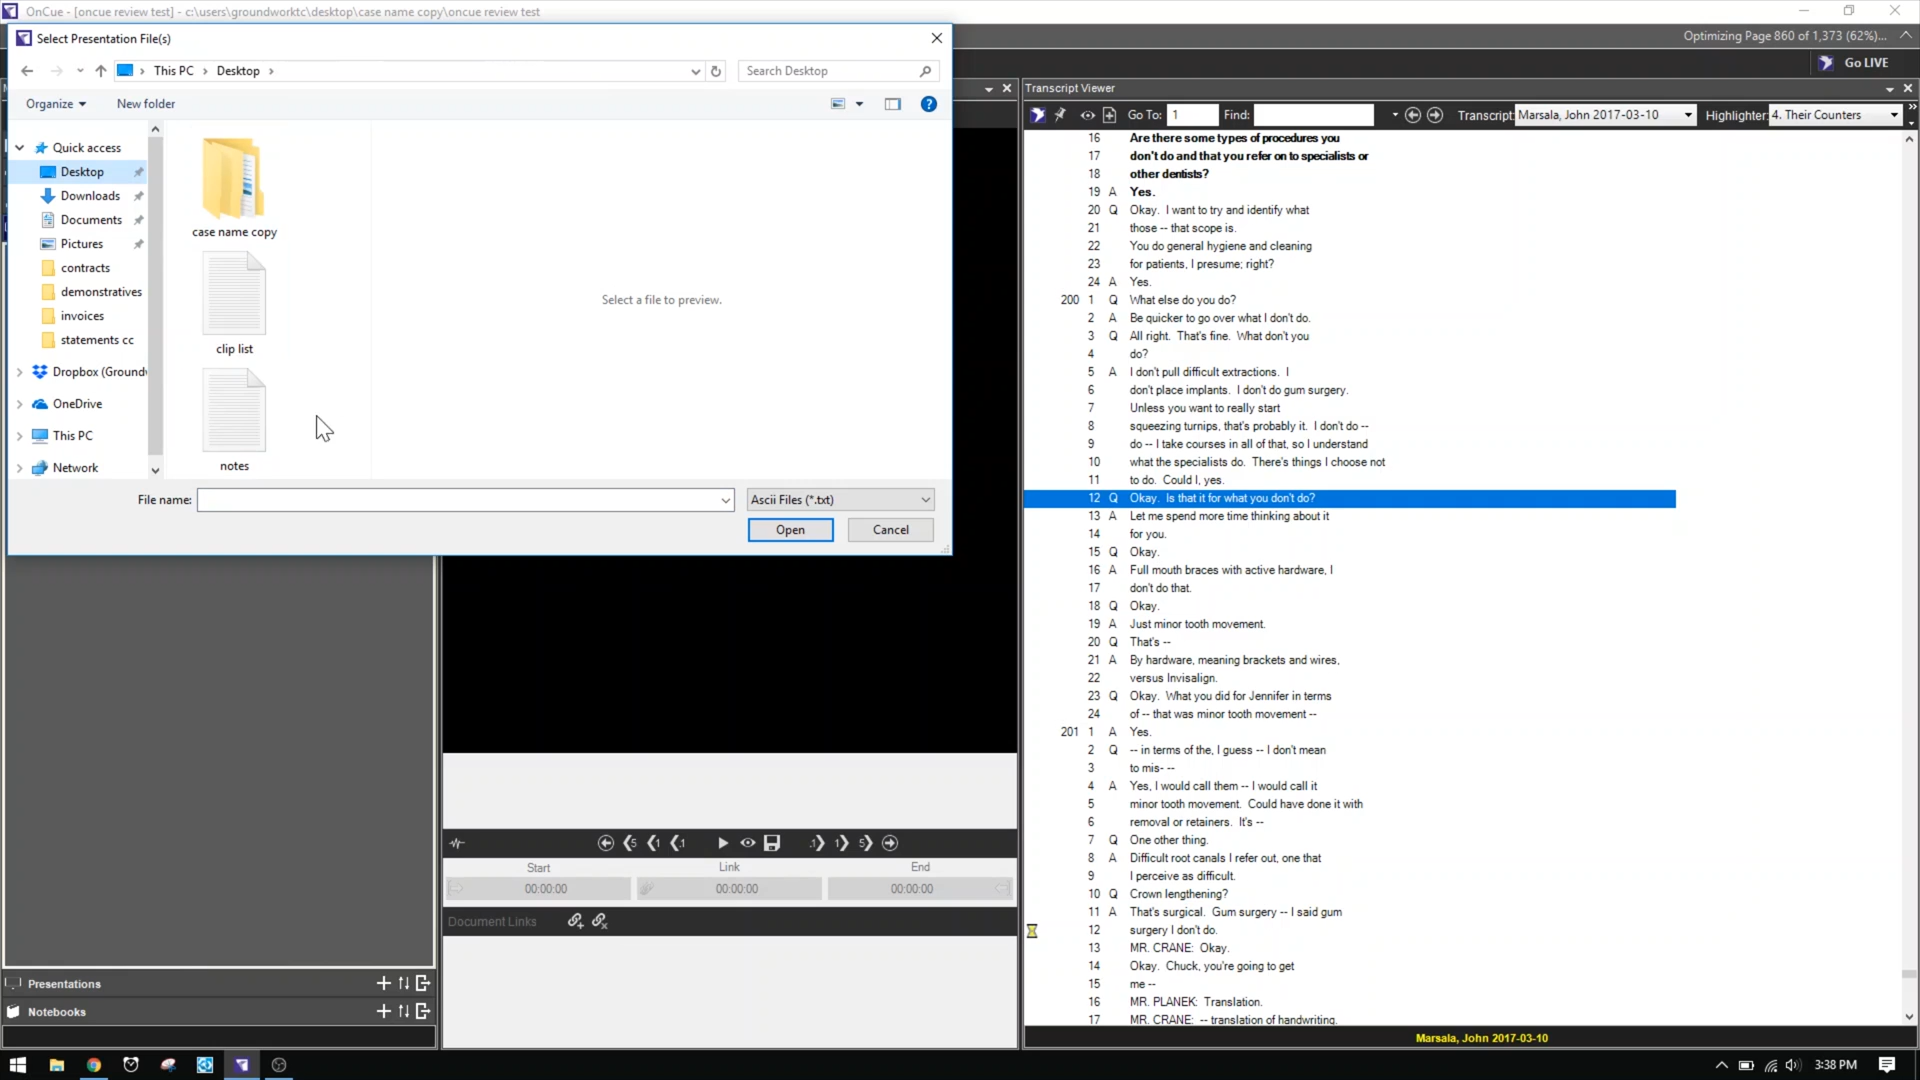 OnCue - [oncue review test] - c:\users\groundworktc\desktop\case name copy\oncue review test
Select Presentation File(s)
Optimizing Page 860 of 1,373 (62%)...
This PC
Desktop
Search Desktop
Go LIVE
Organize
New folder
Quick access
Desktop
Downloads
Documents
Pictures
contracts
demonstratives
invoices
statements cc
Dropbox (Ground
OneDrive
This PC
Network
case name copy
clip list
notes
Select a file to preview.
File name:
Ascii Files (*.txt)
Open
Cancel
Start
Link
End
00:00:00
00:00:00
00:00:00
Document Links
Presentations
Notebooks
Transcript Viewer
Go To: 1 Find: Transcript: Marsala, John 2017-03-10 Highlighter: 4. Their Counters
16 Are there some types of procedures you
17 don't do and that you refer on to specialists or
18 other dentists?
19 A Yes.
20 Q Okay. I want to try and identify what
21 those -- that scope is.
22 You do general hygiene and cleaning
23 for patients, I presume; right?
24 A Yes.
200 1 Q What else do you do?
2 A Be quicker to go over what I don't do.
3 Q All right. That's fine. What don't you
4 do?
5 A I don't pull difficult extractions. I
6 don't place implants. I don't do gum surgery.
7 Unless you want to really start
8 squeezing turnips, that's probably it. I don't do --
9 do -- I take courses in all of that, so I understand
10 what the specialists do. There's things I choose not
11 to do. Could I, yes.
12 Q Okay. Is that it for what you don't do?
13 A Let me spend more time thinking about it
14 for you.
15 Q Okay.
16 A Full mouth braces with active hardware, I
17 don't do that.
18 Q Okay.
19 A Just minor tooth movement.
20 Q That's --
21 A By hardware, meaning brackets and wires,
22 versus Invisalign.
23 Q Okay. What you did for Jennifer in terms
24 of -- that was minor tooth movement --
201 1 A Yes.
2 Q -- in terms of the, I guess -- I don't mean
3 to mis- --
4 A Yes, I would call them -- I would call it
5 minor tooth movement. Could have done it with
6 removal or retainers. It's --
7 Q One other thing.
8 A Difficult root canals I refer out, one that
9 I perceive as difficult.
10 Q Crown lengthening?
11 A That's surgical. Gum surgery -- I said gum
12 surgery I don't do.
13 MR. CRANE: Okay.
14 Okay. Chuck, you're going to get
15 me --
16 MR. PLANEK: Translation.
17 MR. CRANE: -- translation of handwriting.
Marsala, John 2017-03-10
3:38 PM